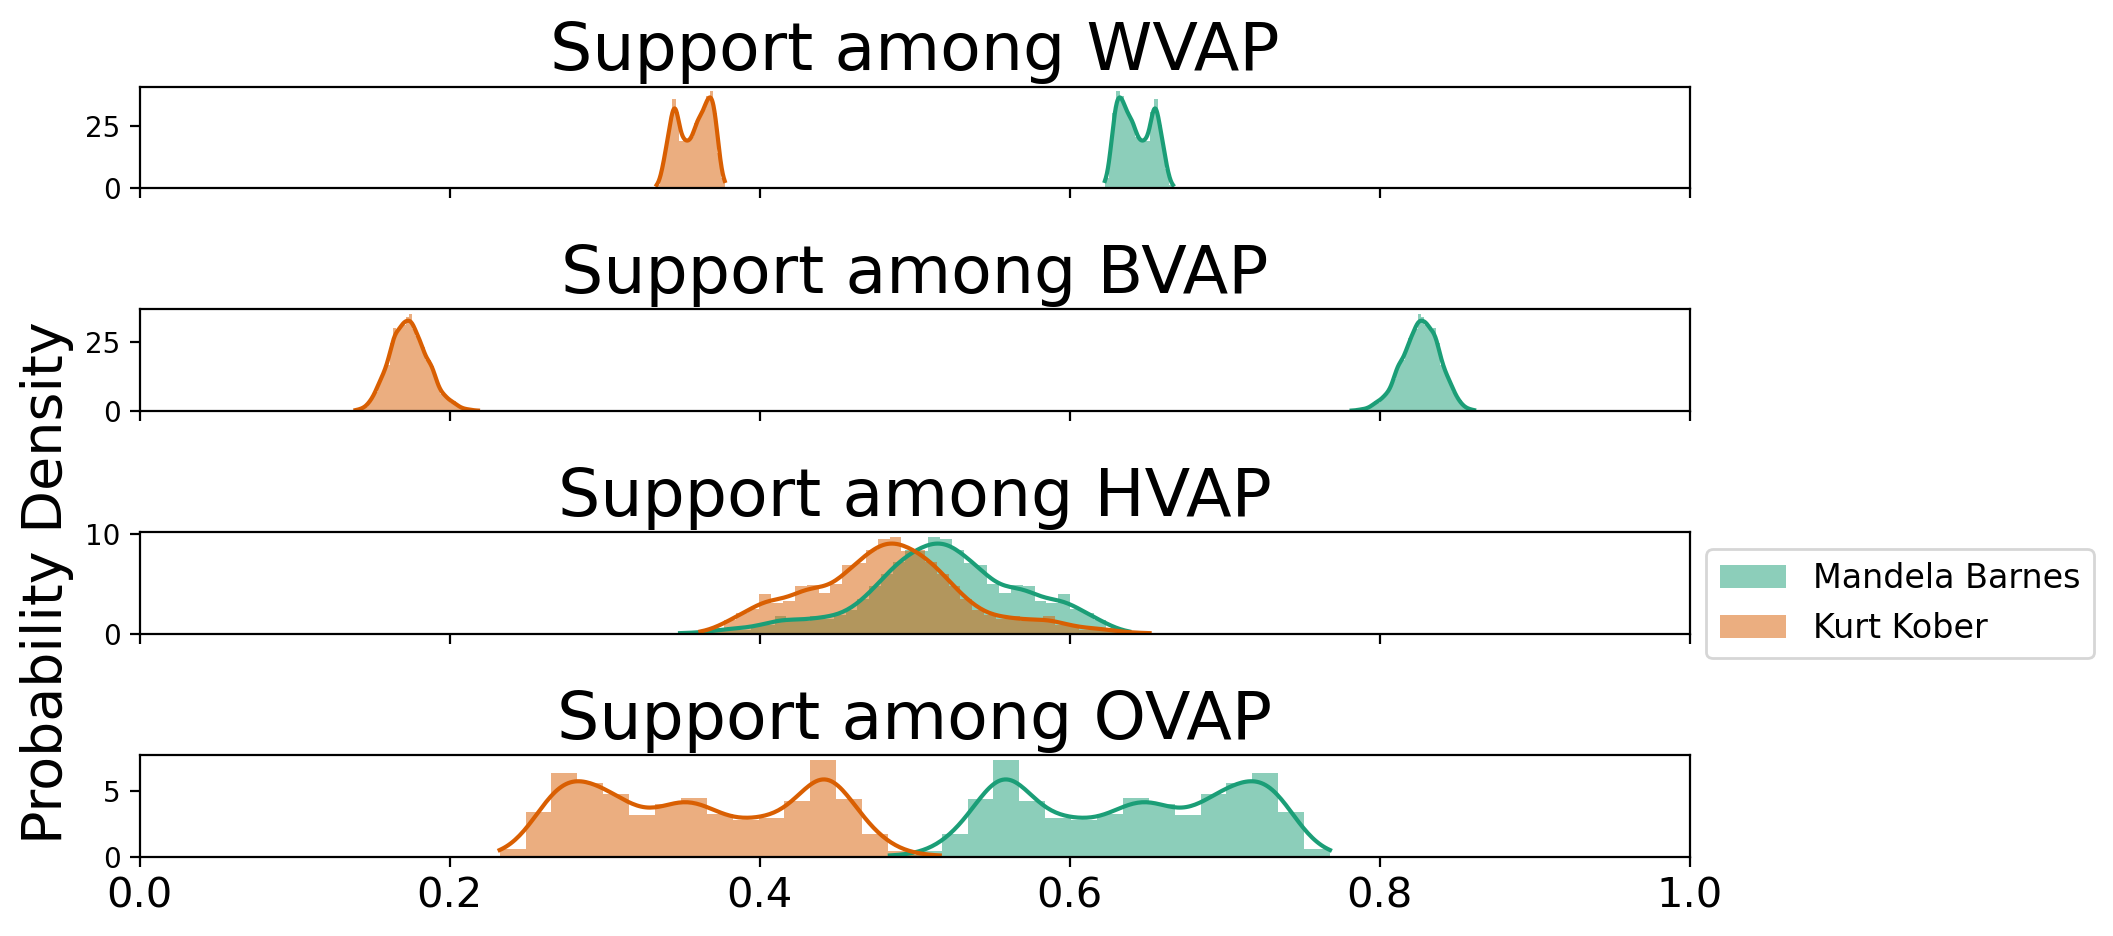 Support among WVAP
25
0
Support among BVAP
25
0
Support among HVAP
10
0
Support among OVAP
5
0
0.0 0.2 0.4 0.6 0.8 1.0
Probability Density
Mandela Barnes
Kurt Kober